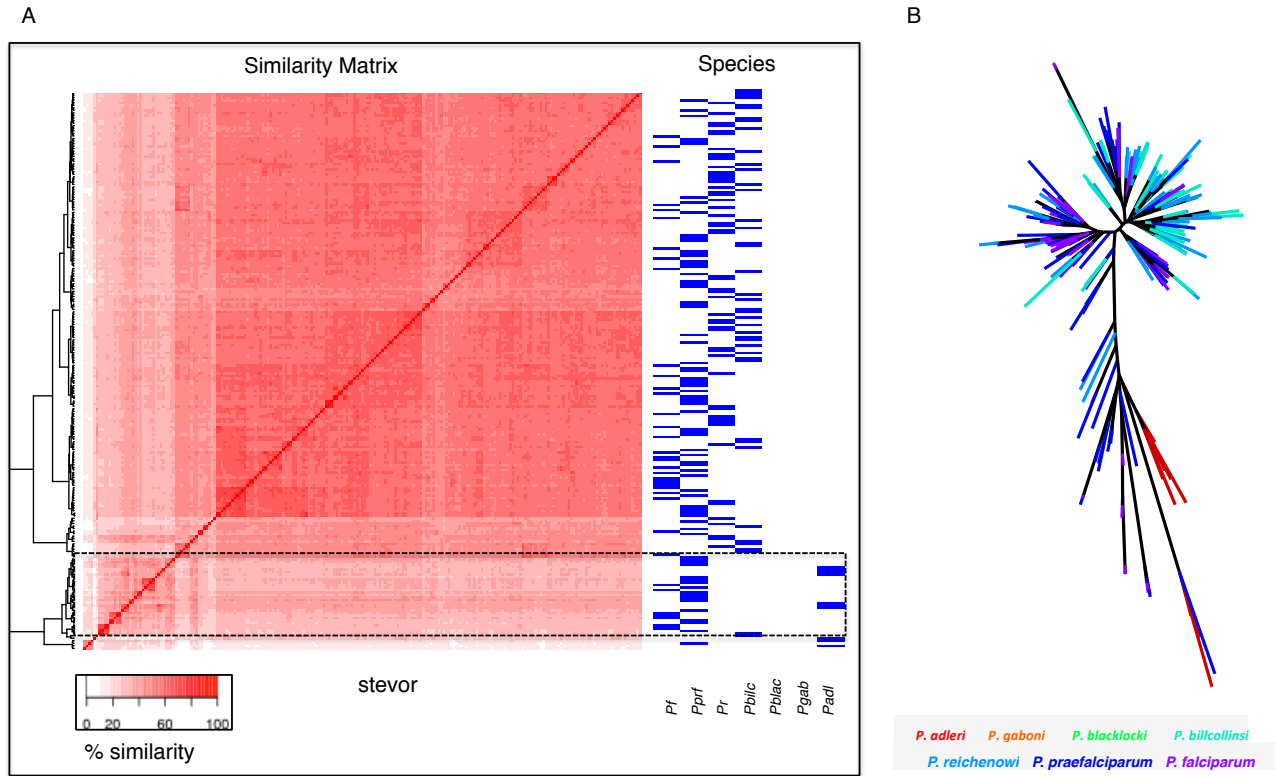 A
B
Similarity Matrix
Species
stevor
Pf
Pprf
Pr
Pbilc
Pblac
Pgab
Padl
0 20 60 100
% similarity
P. adleri P. gaboni P. blacklocki P. billcollinsi
P. reichenowi P. praefalciparum P. falciparum